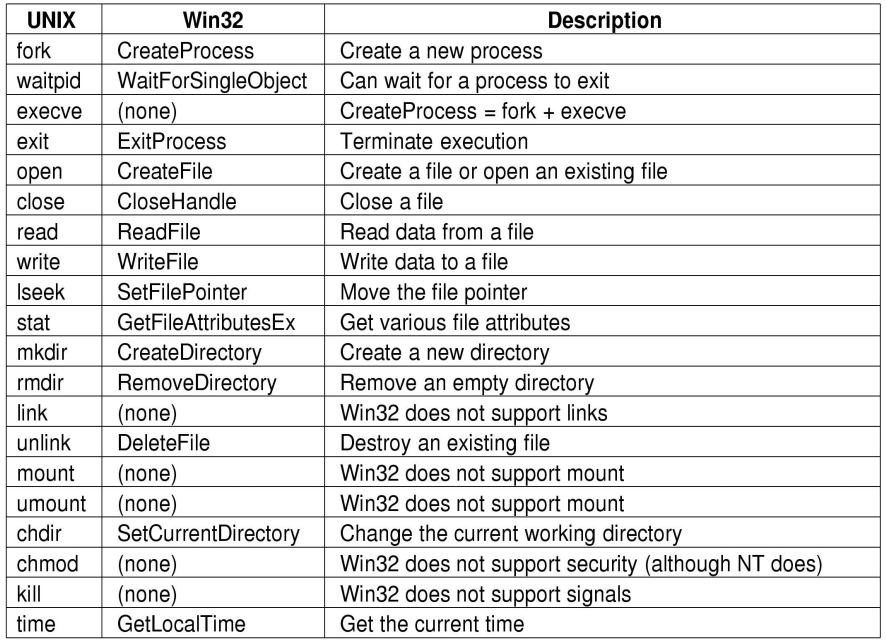 UNIX Win32 Description
fork CreateProcess Create a new process
waitpid WaitForSingleObject Can wait for a process to exit
execve (none) CreateProcess = fork + execve
exit ExitProcess Terminate execution
open CreateFile Create a file or open an existing file
close CloseHandle Close a file
read ReadFile Read data from a file
write WriteFile Write data to a file
lseek SetFilePointer Move the file pointer
stat GetFileAttributesEx Get various file attributes
mkdir CreateDirectory Create a new directory
rmdir RemoveDirectory Remove an empty directory
link (none) Win32 does not support links
unlink DeleteFile Destroy an existing file
mount (none) Win32 does not support mount
umount (none) Win32 does not support mount
chdir SetCurrentDirectory Change the current working directory
chmod (none) Win32 does not support security (although NT does)
kill (none) Win32 does not support signals
time GetLocalTime Get the current time